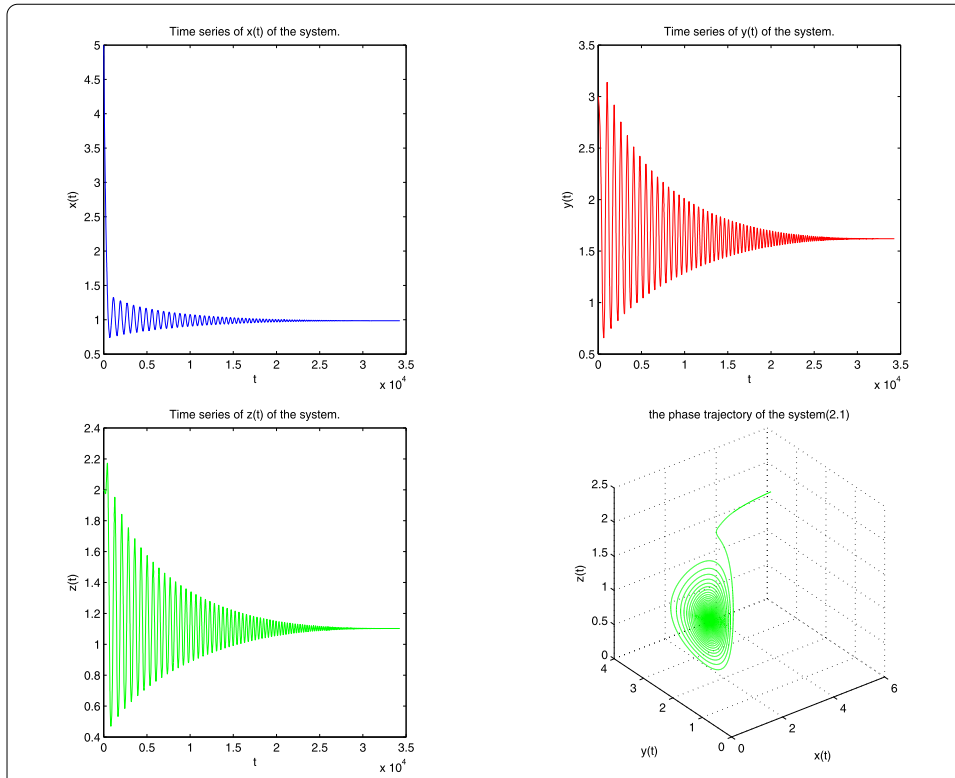 Time series of x(t) of the system.
5
4.5
4
3.5
3
2.5
2
1.5
1
0.5
x(t)
0 0.5 1 1.5 2 2.5 3 3.5
t
x 10^4
Time series of y(t) of the system.
3.5
3
2.5
2
1.5
1
0.5
y(t)
0 0.5 1 1.5 2 2.5 3 3.5
t
x 10^4
Time series of z(t) of the system.
2.4
2.2
2
1.8
1.6
1.4
1.2
1
0.8
0.6
0.4
z(t)
0 0.5 1 1.5 2 2.5 3 3.5
t
x 10^4
the phase trajectory of the system(2.1)
2.5
2
1.5
1
0.5
0
z(t)
4
3
2
1
0
y(t)
0
2
4
6
x(t)